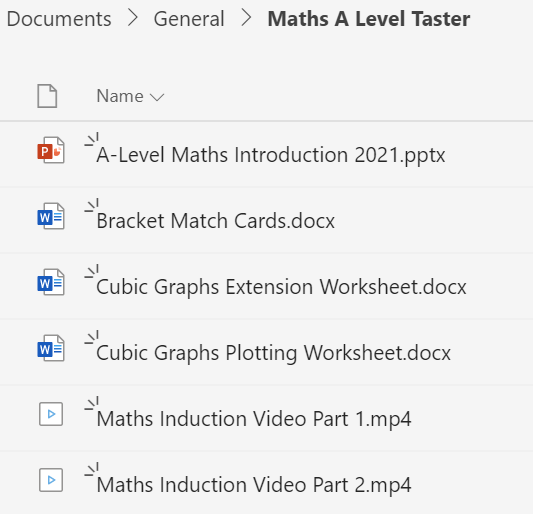 Documents > General > Maths A Level Taster
Name
A-Level Maths Introduction 2021.pptx
Bracket Match Cards.docx
Cubic Graphs Extension Worksheet.docx
Cubic Graphs Plotting Worksheet.docx
Maths Induction Video Part 1.mp4
Maths Induction Video Part 2.mp4